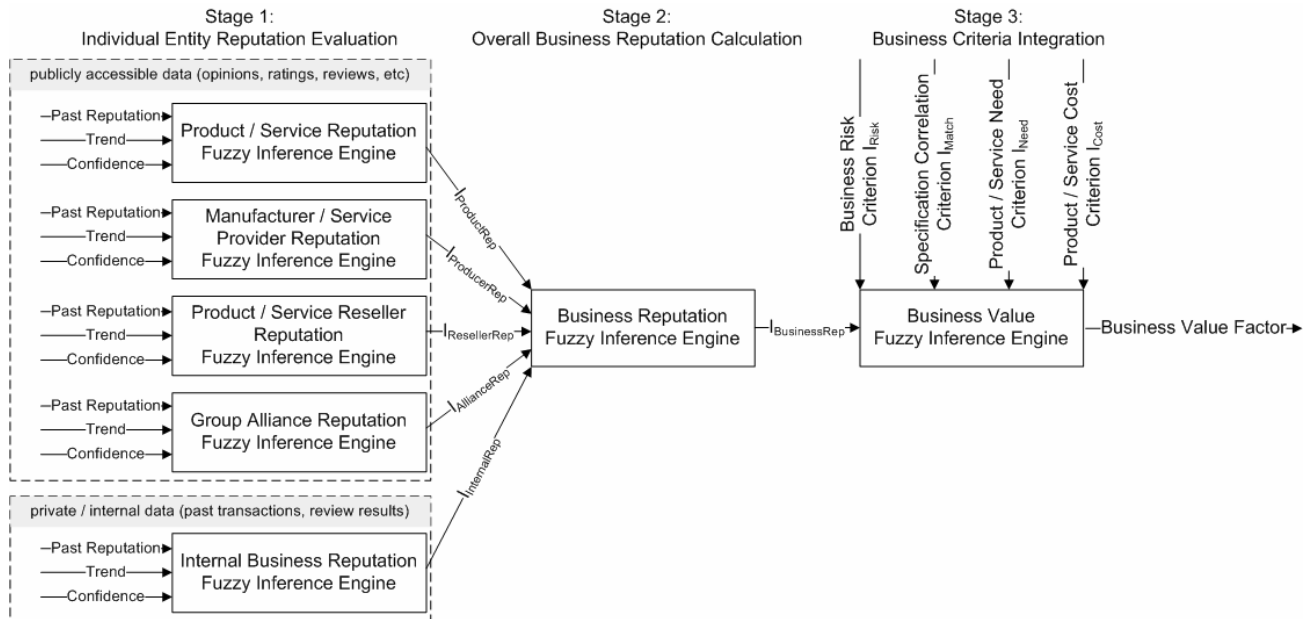 Stage 1:
Individual Entity Reputation Evaluation
Stage 2:
Overall Business Reputation Calculation
Stage 3:
Business Criteria Integration
publicly accessible data (opinions, ratings, reviews, etc)
Past Reputation
Trend
Confidence
Product / Service Reputation
Fuzzy Inference Engine
Past Reputation
Trend
Confidence
Manufacturer / Service
Provider Reputation
Fuzzy Inference Engine
Past Reputation
Trend
Confidence
Product / Service Reseller
Reputation
Fuzzy Inference Engine
Past Reputation
Trend
Confidence
Group Alliance Reputation
Fuzzy Inference Engine
private / internal data (past transactions, review results)
Past Reputation
Trend
Confidence
Internal Business Reputation
Fuzzy Inference Engine
IProductRep
IProducerRep
IResellerRep
IAllianceRep
IInternalRep
Business Reputation
Fuzzy Inference Engine
IBusinessRep
Business Risk
Criterion IRisk
Specification Correlation
Criterion IMatch
Product / Service Need
Criterion INeed
Product / Service Cost
Criterion ICost
Business Value
Fuzzy Inference Engine
Business Value Factor